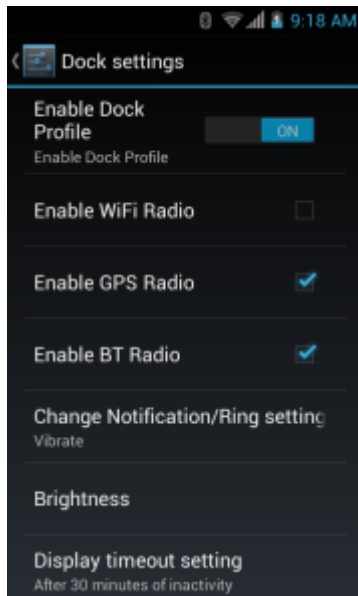 9:18 AM
Dock settings
Enable Dock
Profile
ON
Enable Dock Profile
Enable WiFi Radio
Enable GPS Radio
Enable BT Radio
Change Notification/Ring setting
Vibrate
Brightness
Display timeout setting
After 30 minutes of inactivity